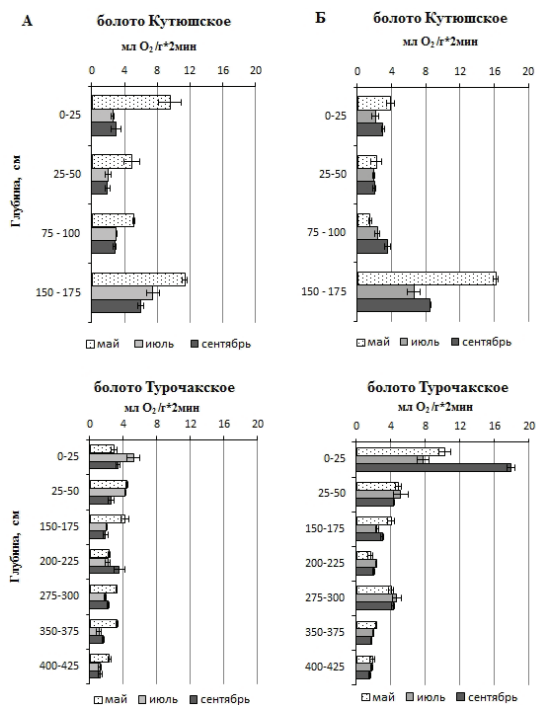 А
болото Кутюшское
мл O₂ /г*2мин
0 4 8 12 16 20
0-25
25-50
75 - 100
150 - 175
Глубина, см
май июль сентябрь
Б
болото Кутюшское
мл O₂ /г*2мин
0 4 8 12 16 20
0-25
25-50
75 - 100
150 - 175
май июль сентябрь
болото Турочакское
мл O₂ /г*2мин
0 4 8 12 16 20
0-25
25-50
150-175
200-225
275-300
350-375
400-425
Глубина, см
май июль сентябрь
болото Турочакское
мл O₂ /г*2мин
0 4 8 12 16 20
0-25
25-50
150-175
200-225
275-300
350-375
400-425
май июль сентябрь